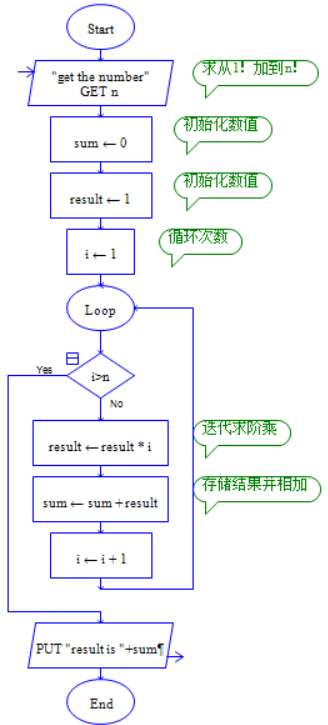 Start
"get the number"
GET n
求从1! 加到n!
sum ← 0
初始化数值
result ← 1
初始化数值
i ← 1
循环次数
Loop
Yes
i>n
No
result ← result * i
迭代求阶乘
sum ← sum + result
存储结果并相加
i ← i + 1
PUT "result is "+sum¶
End